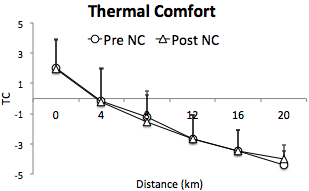 Thermal Comfort
Pre NC Post NC
5
3
1
-1
-3
-5
TC
0 4 8 12 16 20
Distance (km)